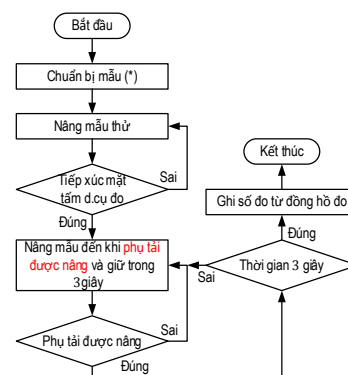 Bắt đầu
Chuẩn bị mẫu (*)
Nâng mẫu thử
Tiếp xúc mặt
tấm d.cụ đo
Sai
Đúng
Nâng mẫu đến khi phụ tải
được nâng và giữ trong
3giây
Phụ tải được nâng
Sai
Đúng
Kết thúc
Ghi số đo từ đồng hồ đo
Đúng
Thời gian 3 giây
Sai